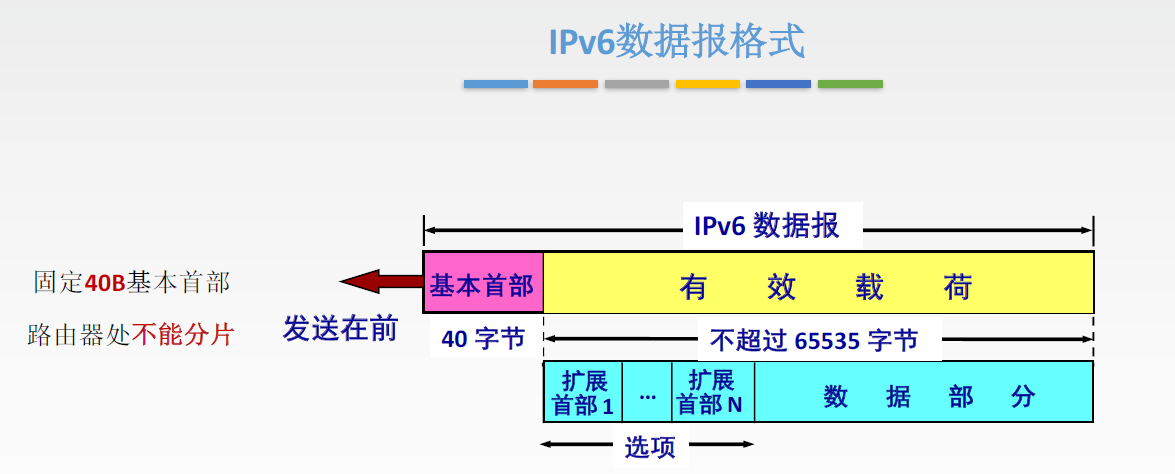 IPv6数据报格式
IPv6 数据报
固定40B基本首部
基本首部
有效载荷
路由器处不能分片
发送在前
40 字节
不超过 65535 字节
扩展
首部 1
...
扩展
首部 N
数据部分
选项